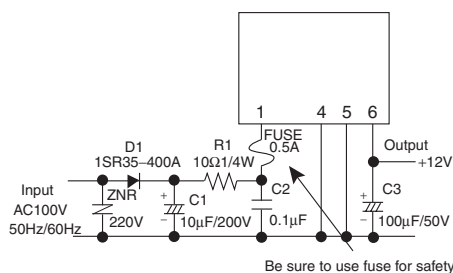 1 4 5 6
FUSE
0.5A
D1
1SR35–400A
R1
10Ω1/4W
Output
+12V
Input
AC100V
50Hz/60Hz
ZNR
220V
+
C1
–
10μF/200V
C2
0.1μF
+
C3
–
100μF/50V
Be sure to use fuse for safety